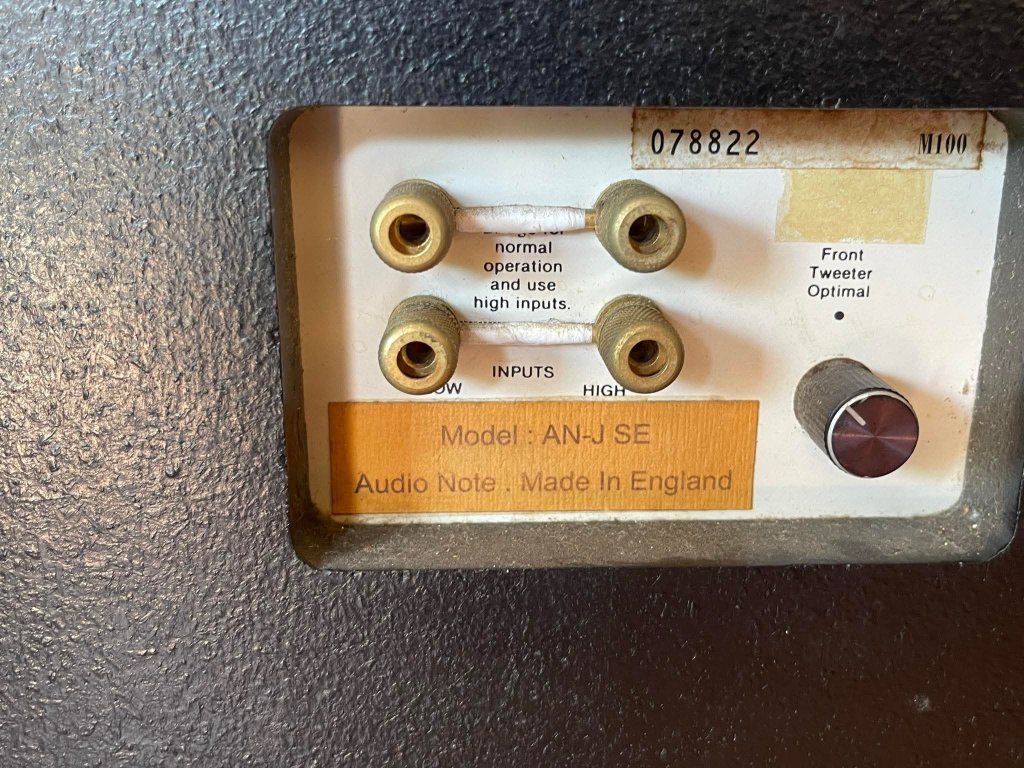 078822 M100
normal
operation
and use
high inputs.
Front
Tweeter
Optimal
INPUTS
HIGH
Model : AN-J SE
Audio Note . Made In England